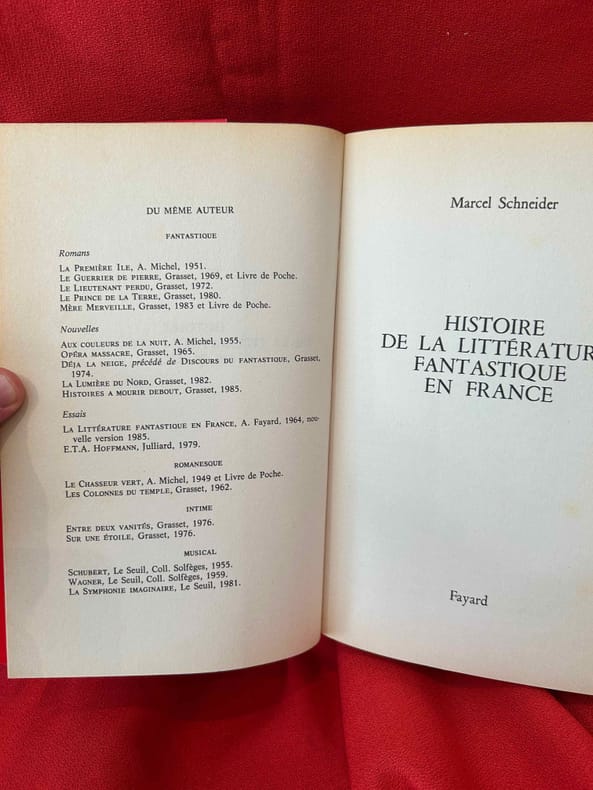 DU MÊME AUTEUR
FANTASTIQUE
Romans
LA PREMIÈRE ILE, A. Michel, 1951.
LE GUERRIER DE PIERRE, Grasset, 1969, et Livre de Poche.
LE LIEUTENANT PERDU, Grasset, 1972.
LE PRINCE DE LA TERRE, Grasset, 1980.
MÈRE MERVEILLE, Grasset, 1983 et Livre de Poche.
Nouvelles
AUX COULEURS DE LA NUIT, A. Michel, 1955.
OPÉRA MASSACRE, Grasset, 1965.
DÉJA LA NEIGE, précédé de DISCOURS DU FANTASTIQUE, Grasset,
1974.
LA LUMIÈRE DU NORD, Grasset, 1982.
HISTOIRES A MOURIR DEBOUT, Grasset, 1985.
Essais
LA LITTÉRATURE FANTASTIQUE EN FRANCE, A. Fayard, 1964, nou-
velle version 1985.
E.T.A. HOFFMANN, Julliard, 1979.
ROMANESQUE
LE CHASSEUR VERT, A. Michel, 1949 et Livre de Poche.
LES COLONNES DU TEMPLE, Grasset, 1962.
INTIME
ENTRE DEUX VANITÉS, Grasset, 1976.
SUR UNE ÉTOILE, Grasset, 1976.
MUSICAL
SCHUBERT, Le Seuil, Coll. Solfèges, 1955.
WAGNER, Le Seuil, Coll. Solfèges, 1959.
LA SYMPHONIE IMAGINAIRE, Le Seuil, 1981.
Marcel Schneider
HISTOIRE
DE LA LITTÉRATUR
FANTASTIQUE
EN FRANCE
Fayard